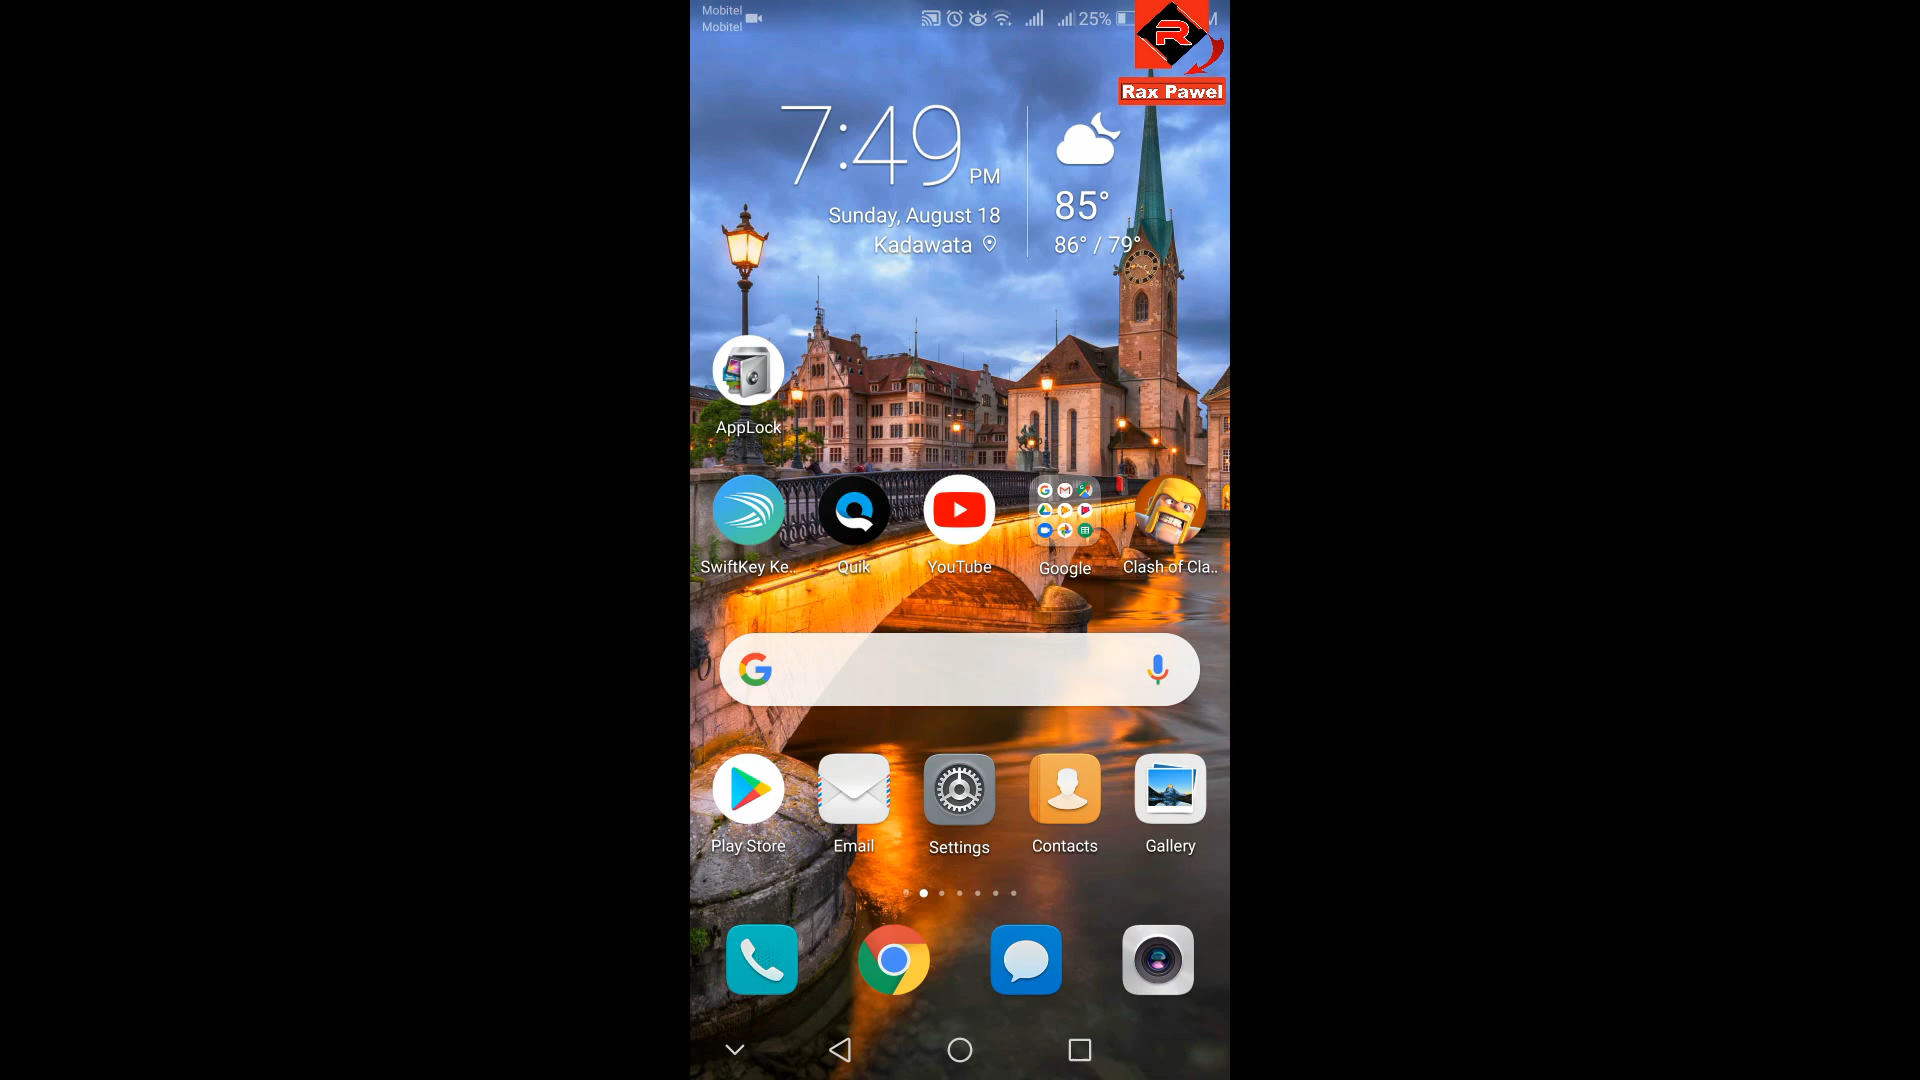 Mobitel
Mobitel
25%
M
R
Rax Pawel
7:49 PM
Sunday, August 18
Kadawata
85°
86° / 79°
AppLock
SwiftKey Ke..
Quik
YouTube
Google
Clash of Cla..
Play Store
Email
Settings
Contacts
Gallery